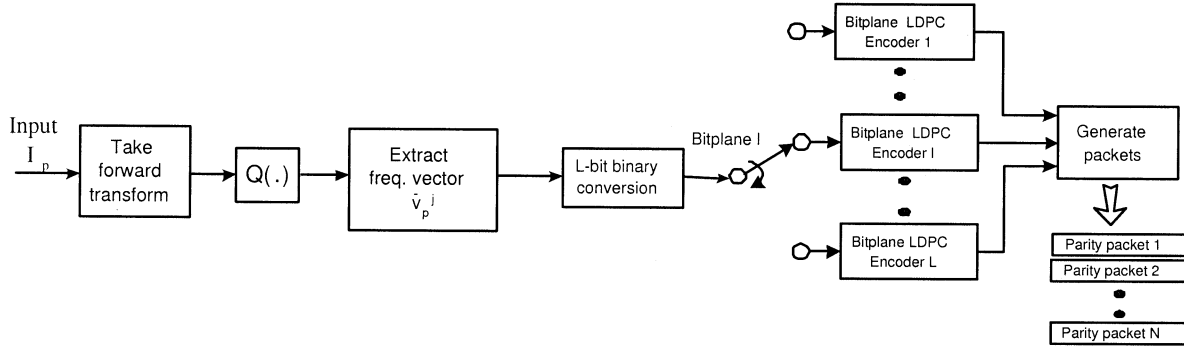 Input
I p
Take
forward
transform
Q(.)
Extract
freq. vector
v̄ p j
L-bit binary
conversion
Bitplane l
Bitplane LDPC
Encoder 1
Bitplane LDPC
Encoder l
Bitplane LDPC
Encoder L
Generate
packets
Parity packet 1
Parity packet 2
Parity packet N